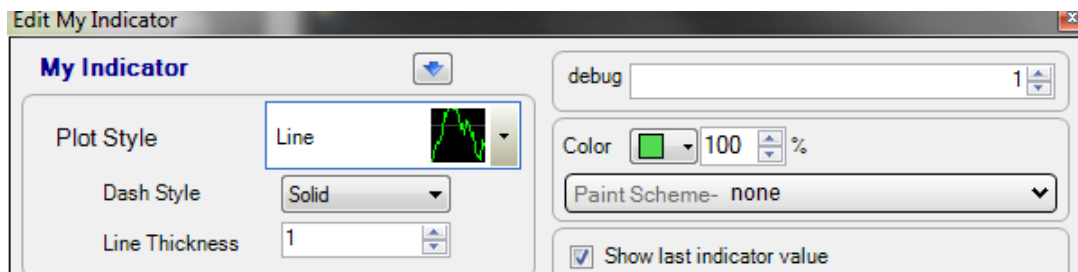 Edit My Indicator
x
My Indicator
Plot Style Line
Dash Style Solid
Line Thickness 1
debug 1
Color 100 %
Paint Scheme- none
Show last indicator value